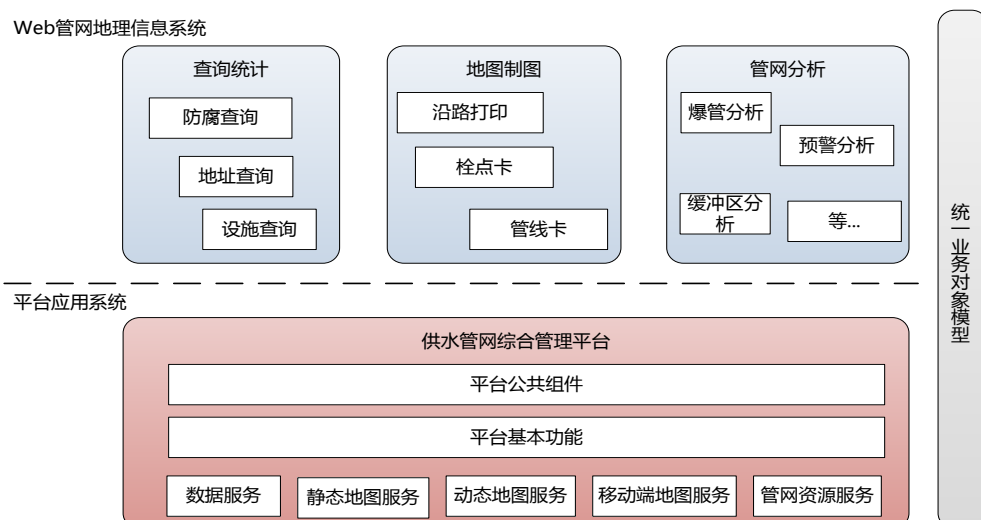 Web管网地理信息系统
查询统计
防腐查询
地址查询
设施查询
地图制图
沿路打印
栓点卡
管线卡
管网分析
爆管分析
预警分析
缓冲区分
析
等...
统一业务对象模型
平台应用系统
供水管网综合管理平台
平台公共组件
平台基本功能
数据服务
静态地图服务
动态地图服务
移动端地图服务
管网资源服务